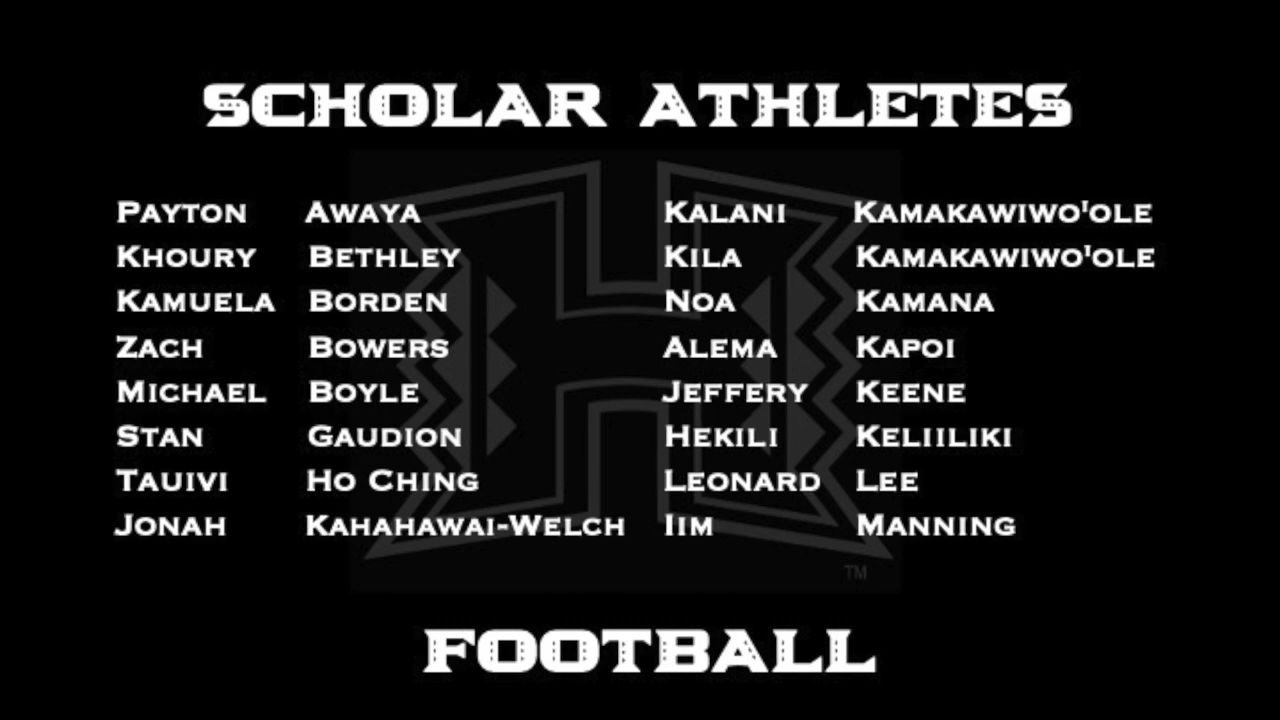 SCHOLAR ATHLETES
PAYTON AWAYA
KHOURY BETHLEY
KAMUELA BORDEN
ZACH BOWERS
MICHAEL BOYLE
STAN GAUDION
TAUIVI HO CHING
JONAH KAHAHAWAI-WELCH
KALANI KAMAKAWIWO'OLE
KILA KAMAKAWIWO'OLE
NOA KAMANA
ALEMA KAPOI
JEFFERY KEENE
HEKILI KELIILIKI
LEONARD LEE
IIM MANNING
TM
FOOTBALL